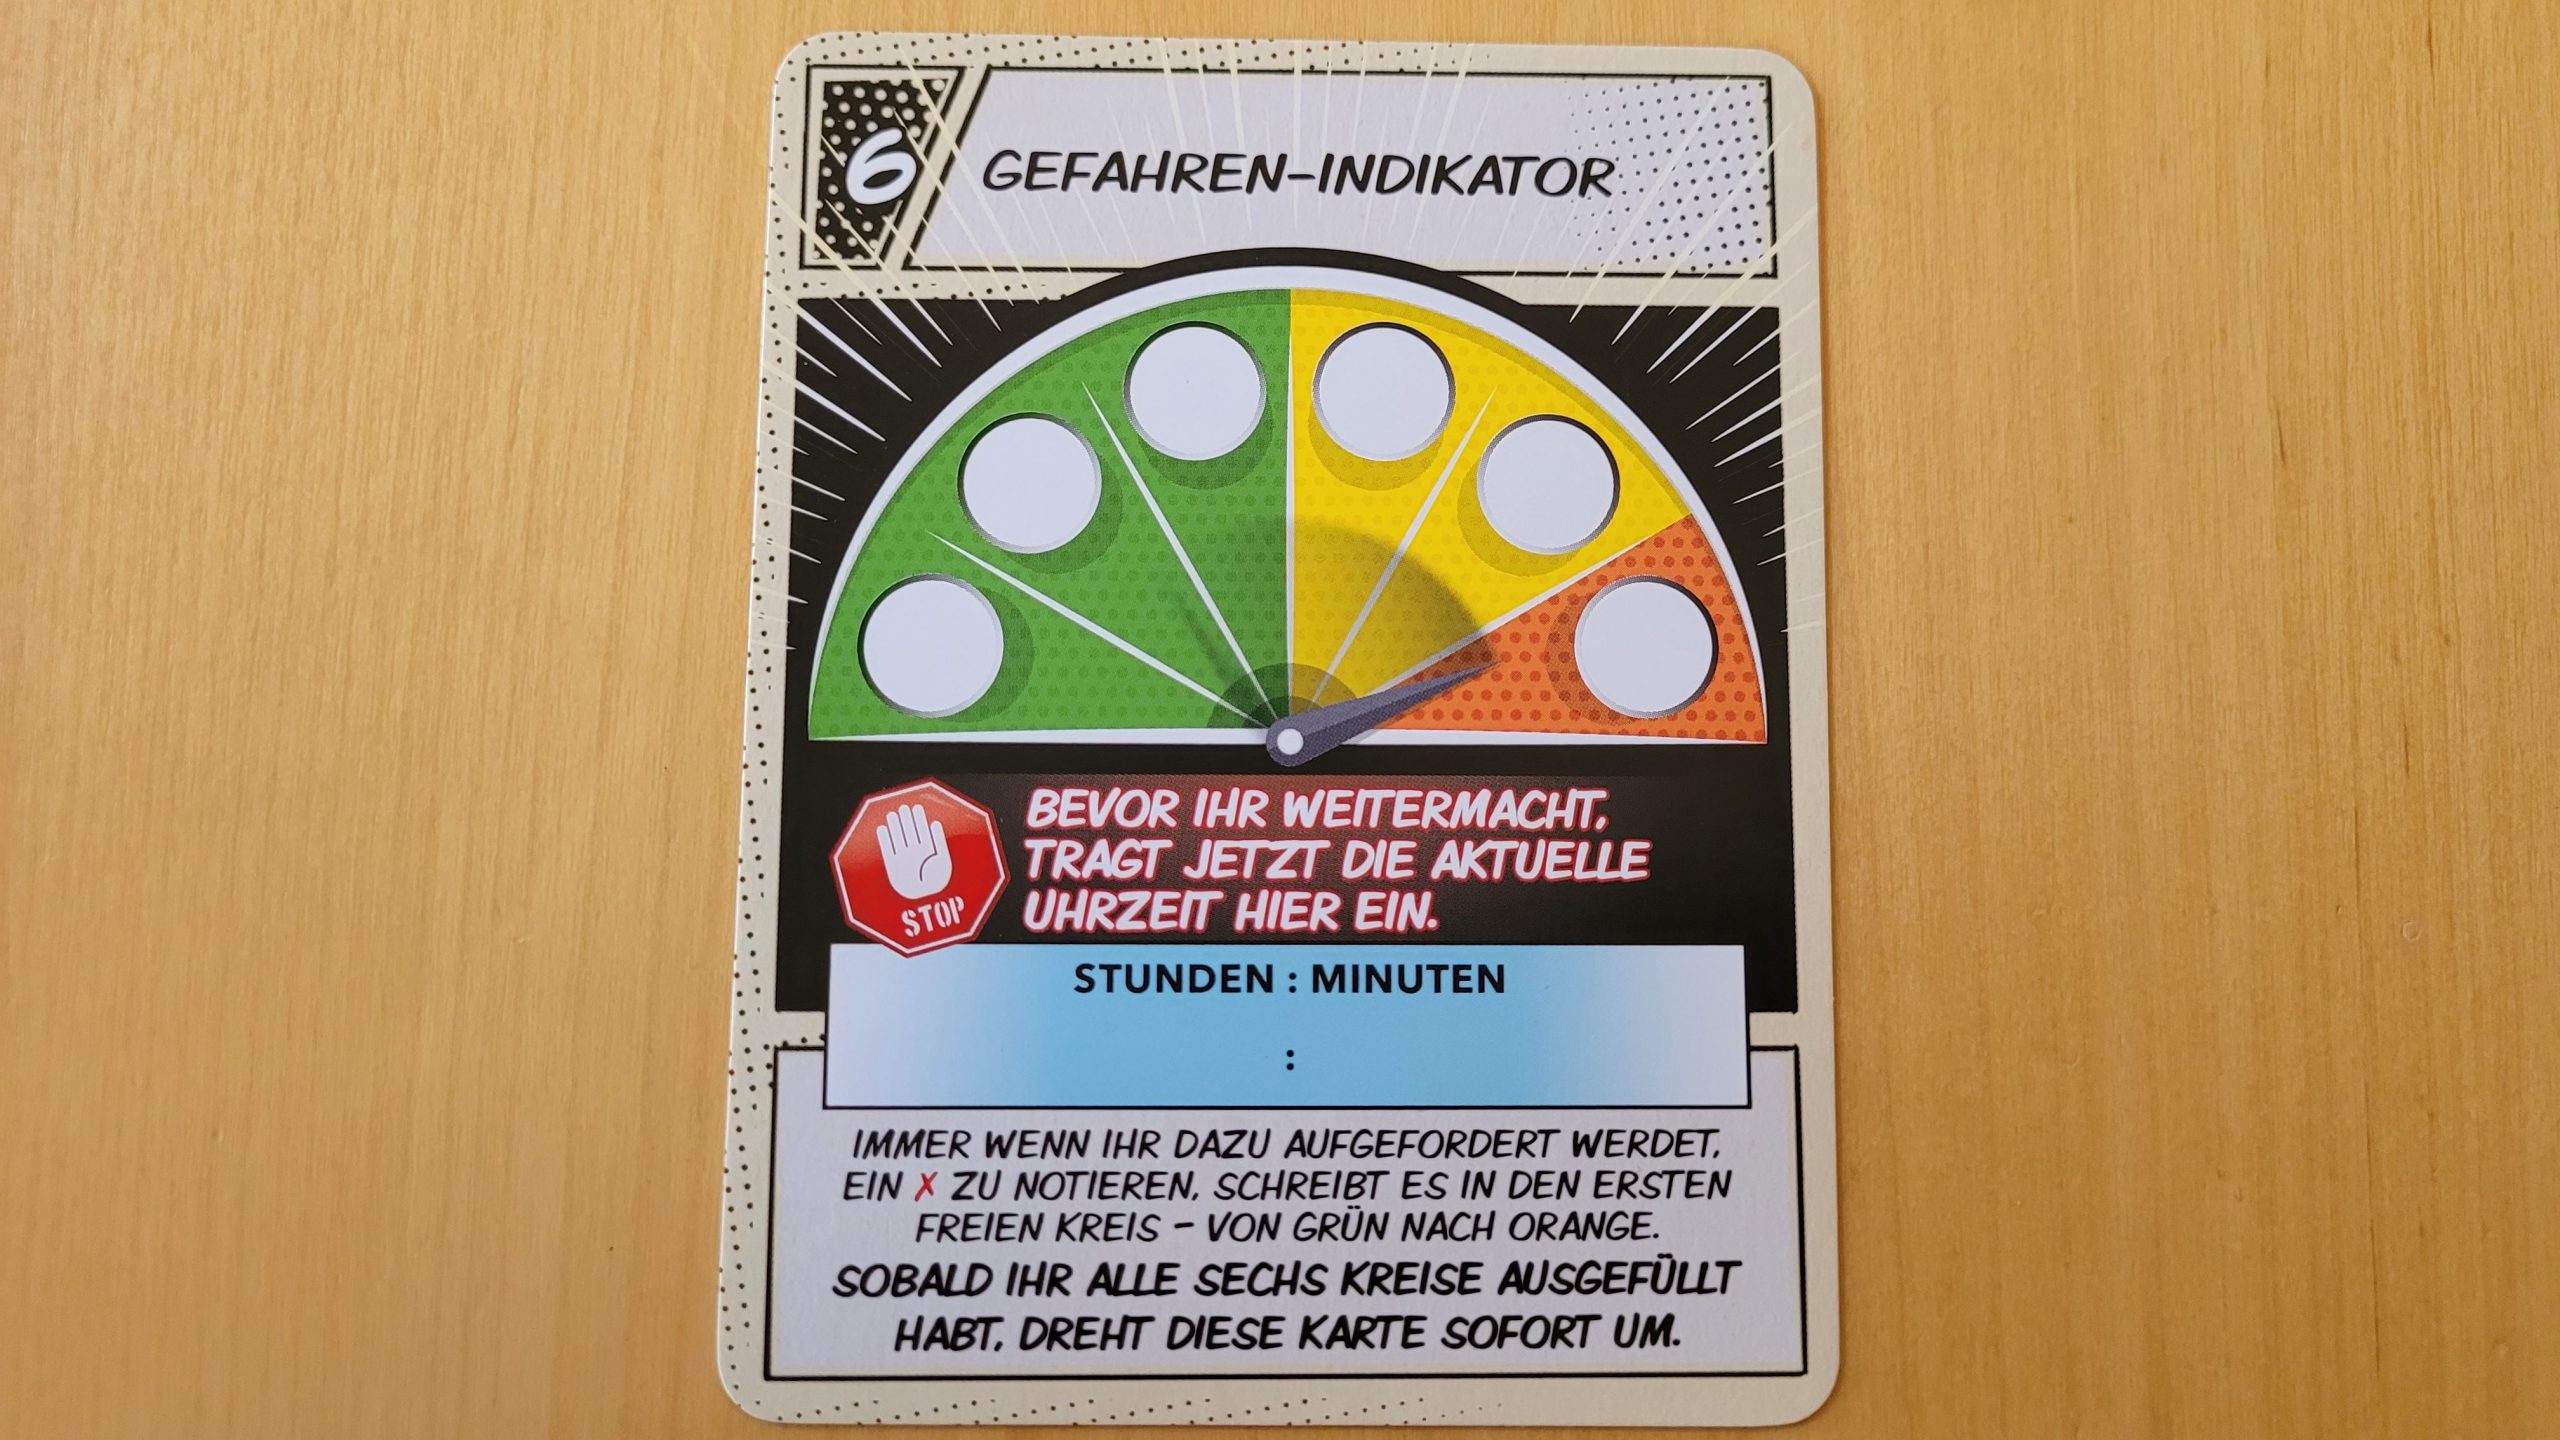 6
GEFAHREN-INDIKATOR
BEVOR IHR WEITERMACHT,
TRAGT JETZT DIE AKTUELLE
UHRZEIT HIER EIN.
STOP
STUNDEN : MINUTEN
:
IMMER WENN IHR DAZU AUFGEFORDERT WERDET,
EIN ✗ ZU NOTIEREN, SCHREIBT ES IN DEN ERSTEN
FREIEN KREIS – VON GRÜN NACH ORANGE.
SOBALD IHR ALLE SECHS KREISE AUSGEFÜLLT
HABT, DREHT DIESE KARTE SOFORT UM.